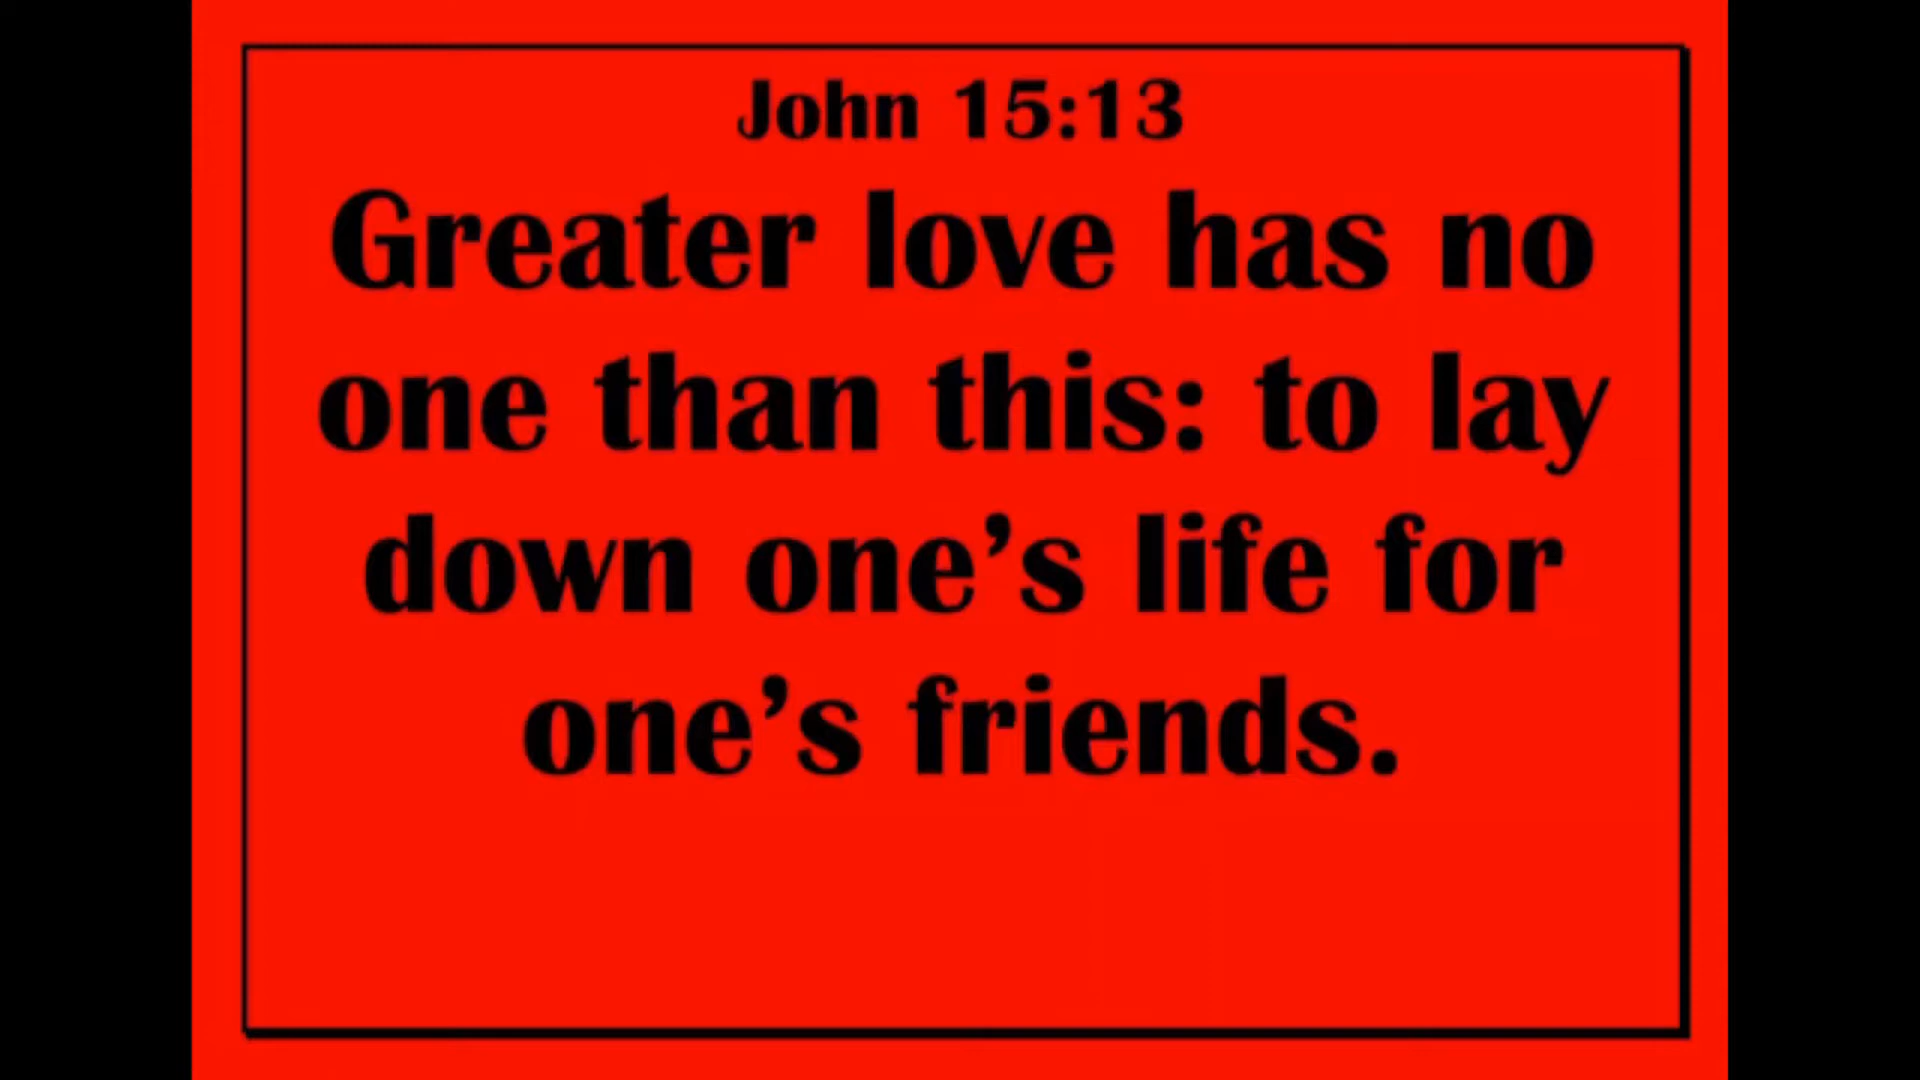 John 15:13
Greater love has no
one than this: to lay
down one’s life for
one’s friends.